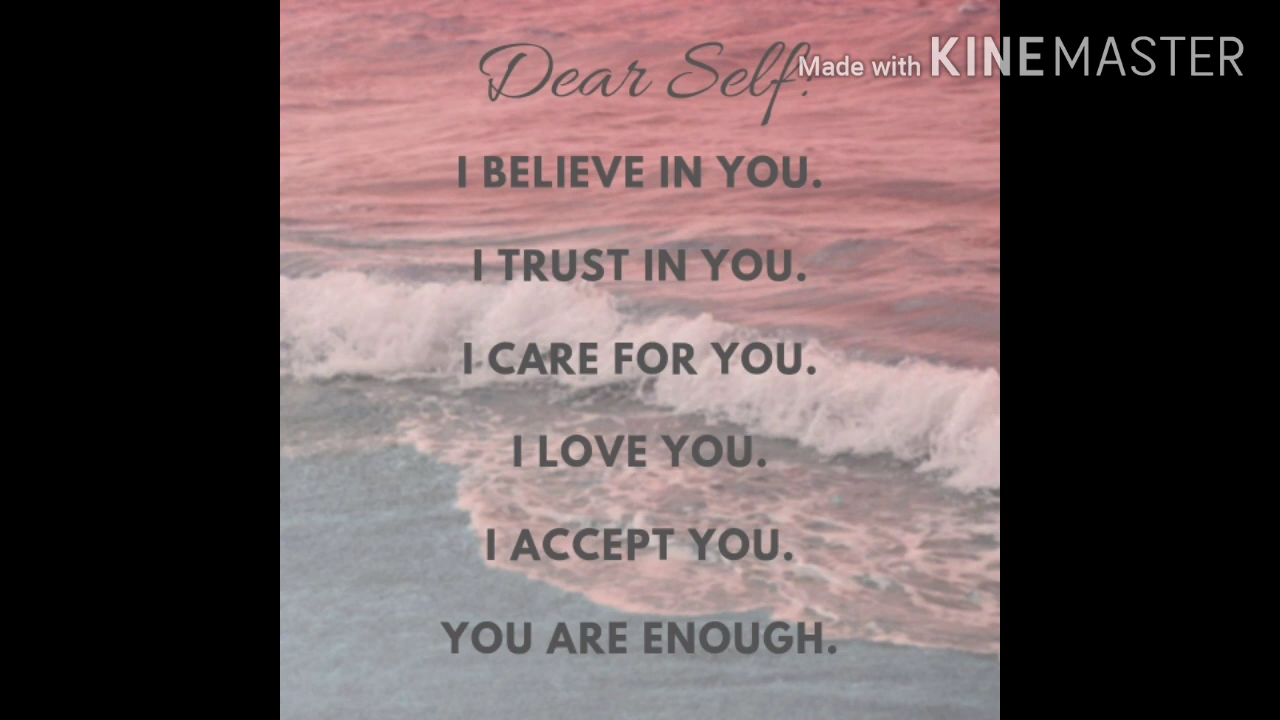 Dear Self:
Made with KINEMASTER
I BELIEVE IN YOU.
I TRUST IN YOU.
I CARE FOR YOU.
I LOVE YOU.
I ACCEPT YOU.
YOU ARE ENOUGH.